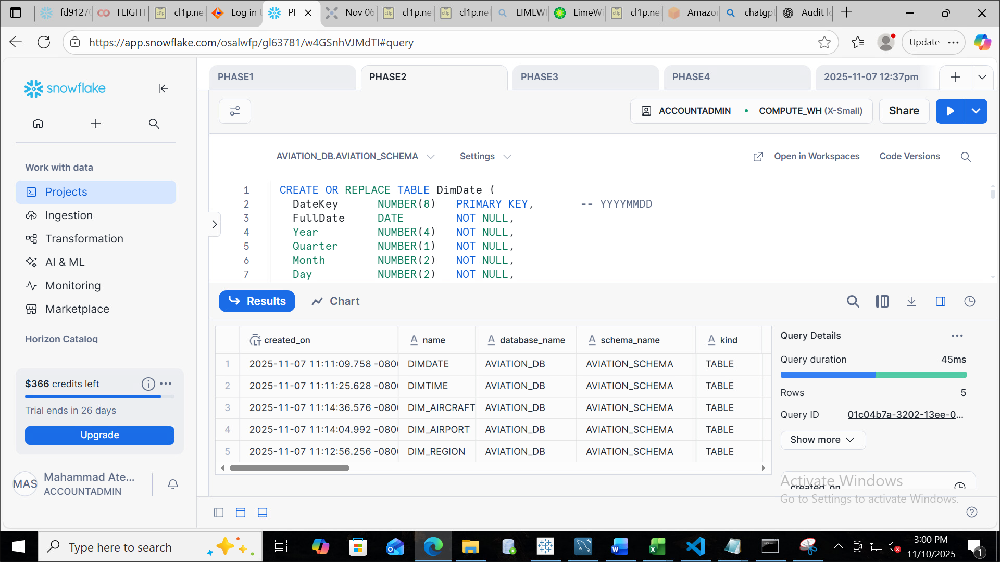 fd9127
FLIGHT_
cl1p.net
Log in t
PH
Nov 06
cl1p.net
cl1p.net
LIMEWI
LimeWi
cl1p.net
Amazon
chatgpt
Audit lo
https://app.snowflake.com/osalwfp/gl63781/w4GSnhVJMdTI#query
Update
snowflake
Work with data
Projects
Ingestion
Transformation
AI & ML
Monitoring
Marketplace
Horizon Catalog
$366 credits left
Trial ends in 26 days
Upgrade
MAS
Mahammad Ate...
ACCOUNTADMIN
PHASE1
PHASE2
PHASE3
PHASE4
2025-11-07 12:37pm
ACCOUNTADMIN
COMPUTE_WH (X-Small)
Share
AVIATION_DB.AVIATION_SCHEMA
Settings
Open in Workspaces
Code Versions
1 CREATE OR REPLACE TABLE DimDate (
2 DateKey NUMBER(8) PRIMARY KEY, -- YYYYMMDD
3 FullDate DATE NOT NULL,
4 Year NUMBER(4) NOT NULL,
5 Quarter NUMBER(1) NOT NULL,
6 Month NUMBER(2) NOT NULL,
7 Day NUMBER(2) NOT NULL,
Results
Chart
created_on name database_name schema_name kind
1 2025-11-07 11:11:09.758 -080 DIMDATE AVIATION_DB AVIATION_SCHEMA TABLE
2 2025-11-07 11:11:25.628 -080 DIMTIME AVIATION_DB AVIATION_SCHEMA TABLE
3 2025-11-07 11:14:36.576 -080 DIM_AIRCRAFT AVIATION_DB AVIATION_SCHEMA TABLE
4 2025-11-07 11:14:04.992 -080 DIM_AIRPORT AVIATION_DB AVIATION_SCHEMA TABLE
5 2025-11-07 11:12:56.256 -080 DIM_REGION AVIATION_DB AVIATION_SCHEMA TABLE
Query Details
Query duration 45ms
Rows 5
Query ID 01c04b7a-3202-13ee-0...
Show more
created_on
Activate Windows
Go to Settings to activate Windows.
Type here to search
3:00 PM
11/10/2025
1